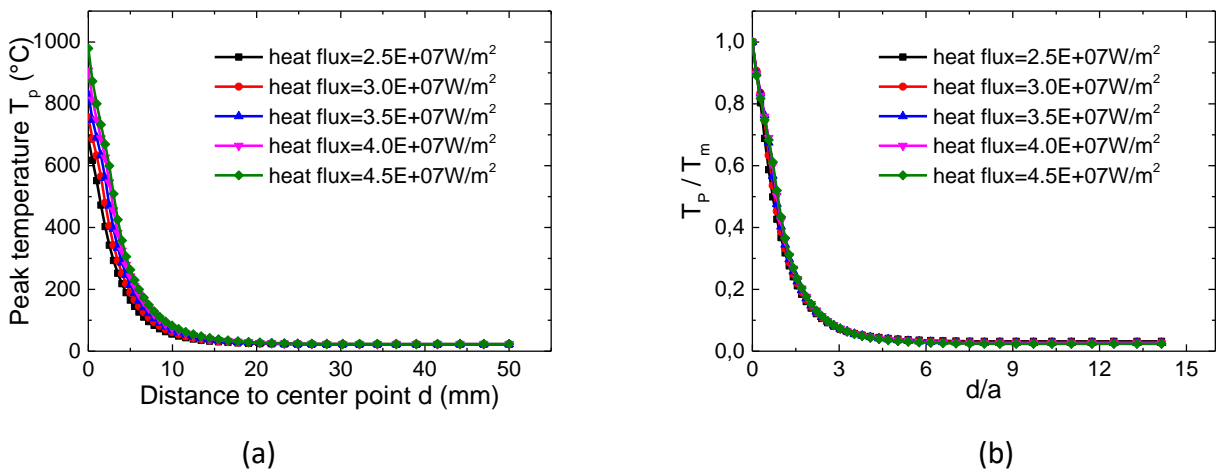 Peak temperature Tₚ (°C)
1000
800
600
400
200
0
heat flux=2.5E+07W/m²
heat flux=3.0E+07W/m²
heat flux=3.5E+07W/m²
heat flux=4.0E+07W/m²
heat flux=4.5E+07W/m²
0 10 20 30 40 50
Distance to center point d (mm)
(a)
T_P / T_m
1,0
0,8
0,6
0,4
0,2
0,0
heat flux=2.5E+07W/m²
heat flux=3.0E+07W/m²
heat flux=3.5E+07W/m²
heat flux=4.0E+07W/m²
heat flux=4.5E+07W/m²
0 3 6 9 12 15
d/a
(b)